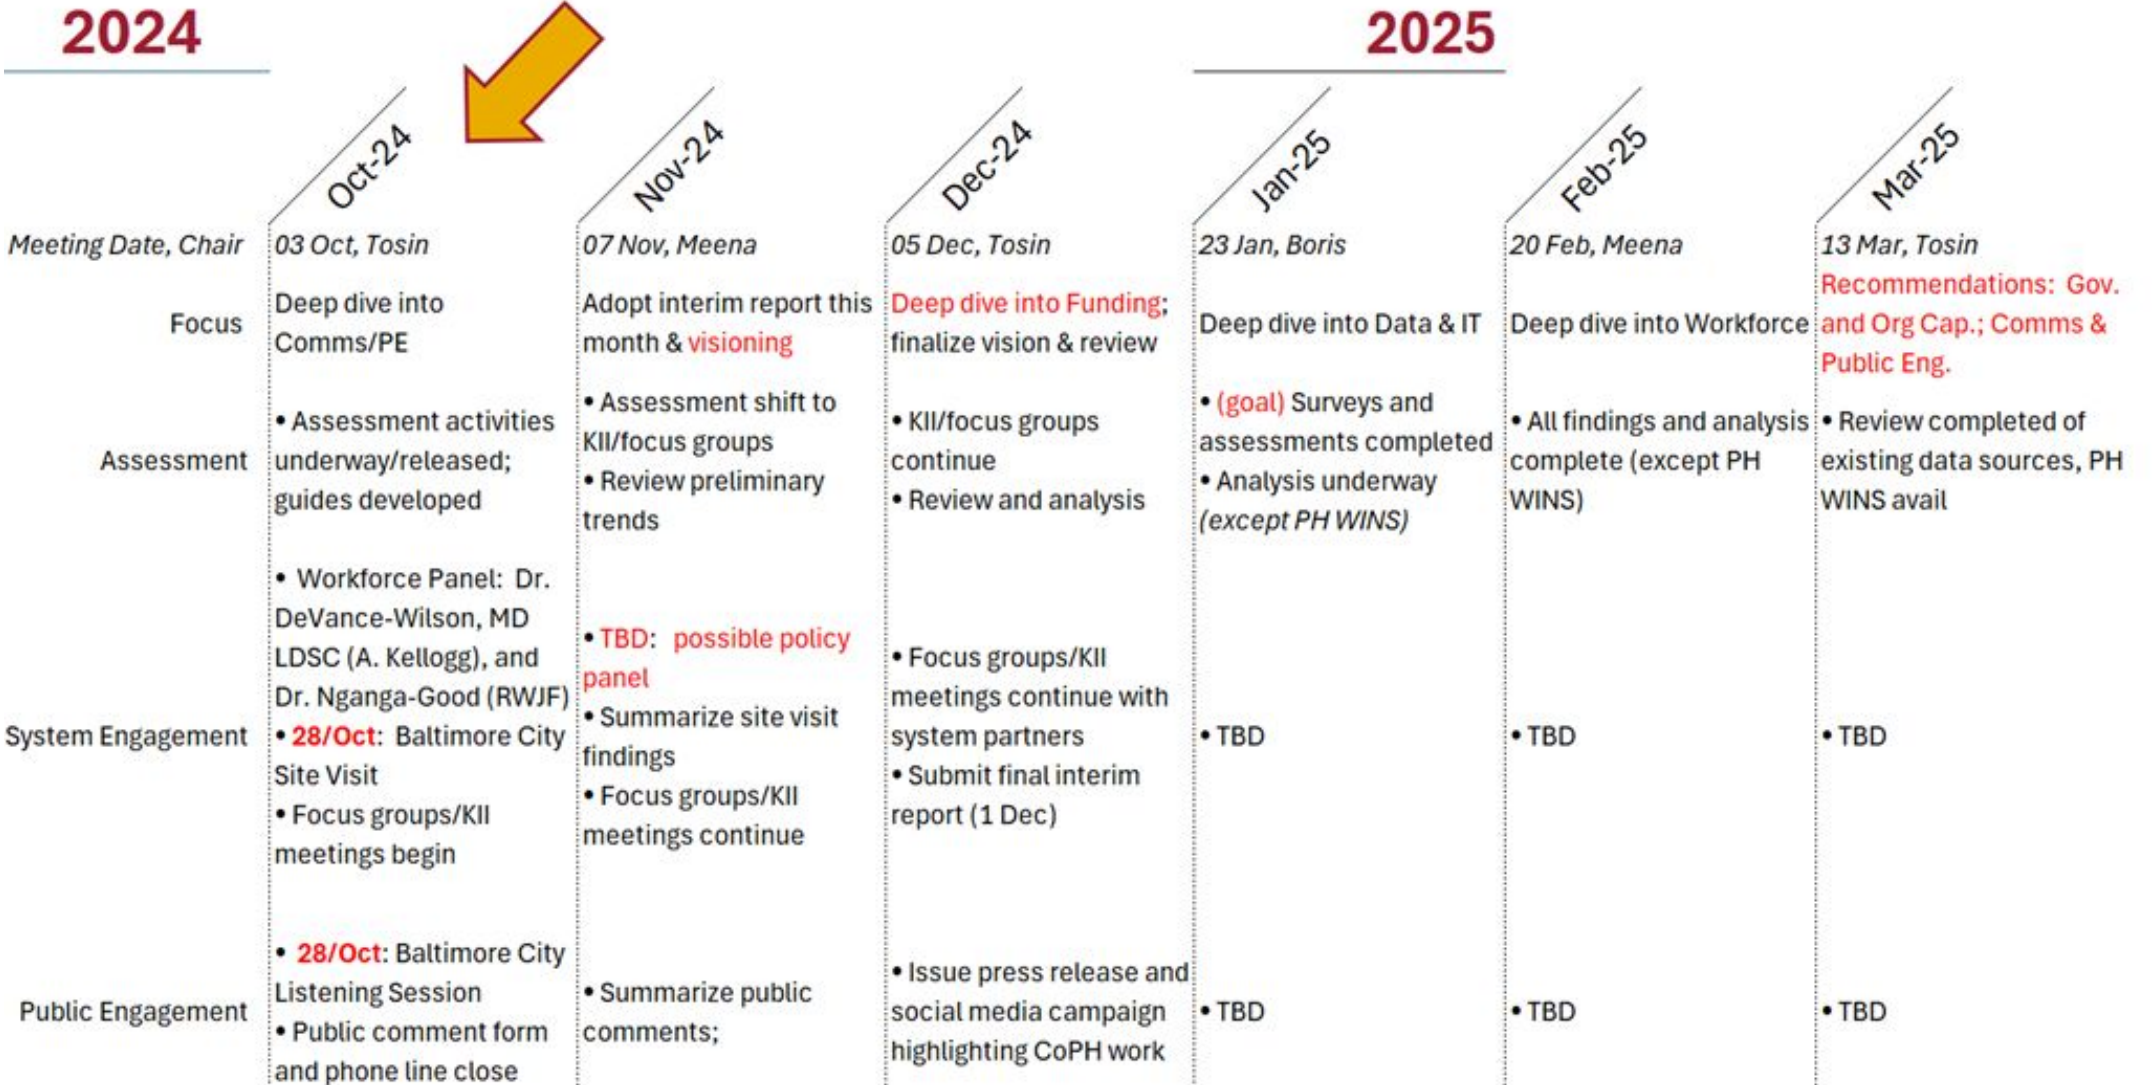 2024
2025
Oct-24
Nov-24
Dec-24
Jan-25
Feb-25
Mar-25
Meeting Date, Chair
03 Oct, Tosin
07 Nov, Meena
05 Dec, Tosin
23 Jan, Boris
20 Feb, Meena
13 Mar, Tosin
Focus
Deep dive into
Comms/PE
Adopt interim report this
month & visioning
Deep dive into Funding;
finalize vision & review
Deep dive into Data & IT
Deep dive into Workforce
Recommendations: Gov.
and Org Cap.; Comms &
Public Eng.
Assessment
• Assessment activities
underway/released;
guides developed
• Assessment shift to
KII/focus groups
• Review preliminary
trends
• KII/focus groups
continue
• Review and analysis
• (goal) Surveys and
assessments completed
• Analysis underway
(except PH WINS)
• All findings and analysis
complete (except PH
WINS)
• Review completed of
existing data sources, PH
WINS avail
System Engagement
• Workforce Panel: Dr.
DeVance-Wilson, MD
LDSC (A. Kellogg), and
Dr. Nganga-Good (RWJF)
• 28/Oct: Baltimore City
Site Visit
• Focus groups/KII
meetings begin
• TBD: possible policy
panel
• Summarize site visit
findings
• Focus groups/KII
meetings continue
• Focus groups/KII
meetings continue with
system partners
• Submit final interim
report (1 Dec)
• TBD
• TBD
• TBD
Public Engagement
• 28/Oct: Baltimore City
Listening Session
• Public comment form
and phone line close
• Summarize public
comments;
• Issue press release and
social media campaign
highlighting CoPH work
• TBD
• TBD
• TBD